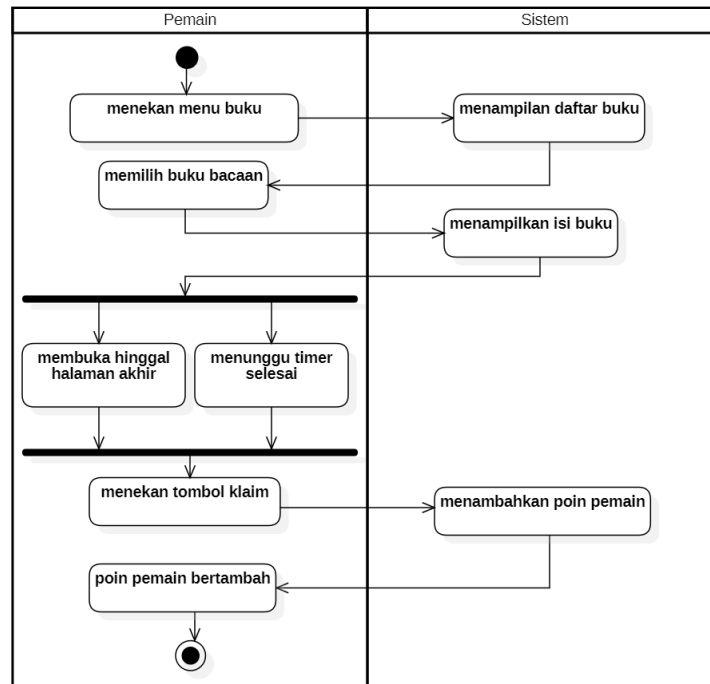 Pemain
Sistem
menekan menu buku
menampilan daftar buku
memilih buku bacaan
menampilkan isi buku
membuka hinggal
halaman akhir
menunggu timer
selesai
menekan tombol klaim
menambahkan poin pemain
poin pemain bertambah